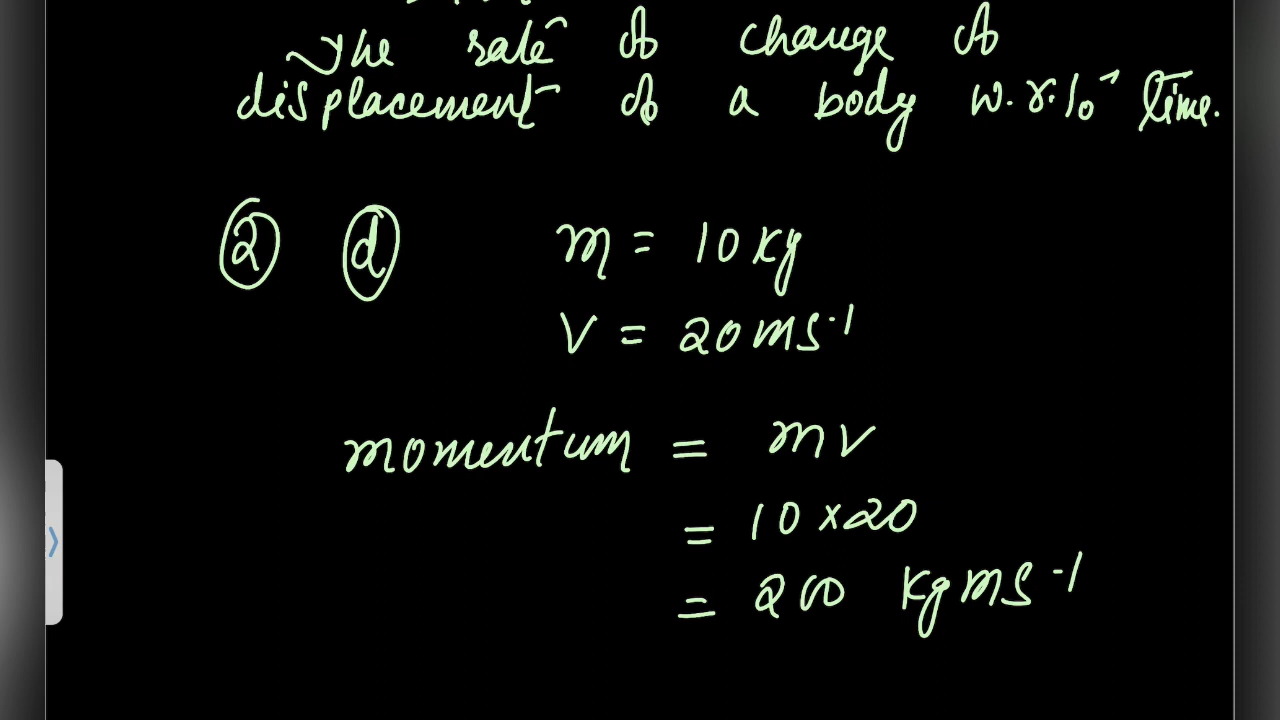 The rate of change of
displacement of a body w.r.to time.
② ⓓ m = 10 kg
v = 20 ms⁻¹
momentum = mv
= 10 × 20
= 200 kg ms⁻¹